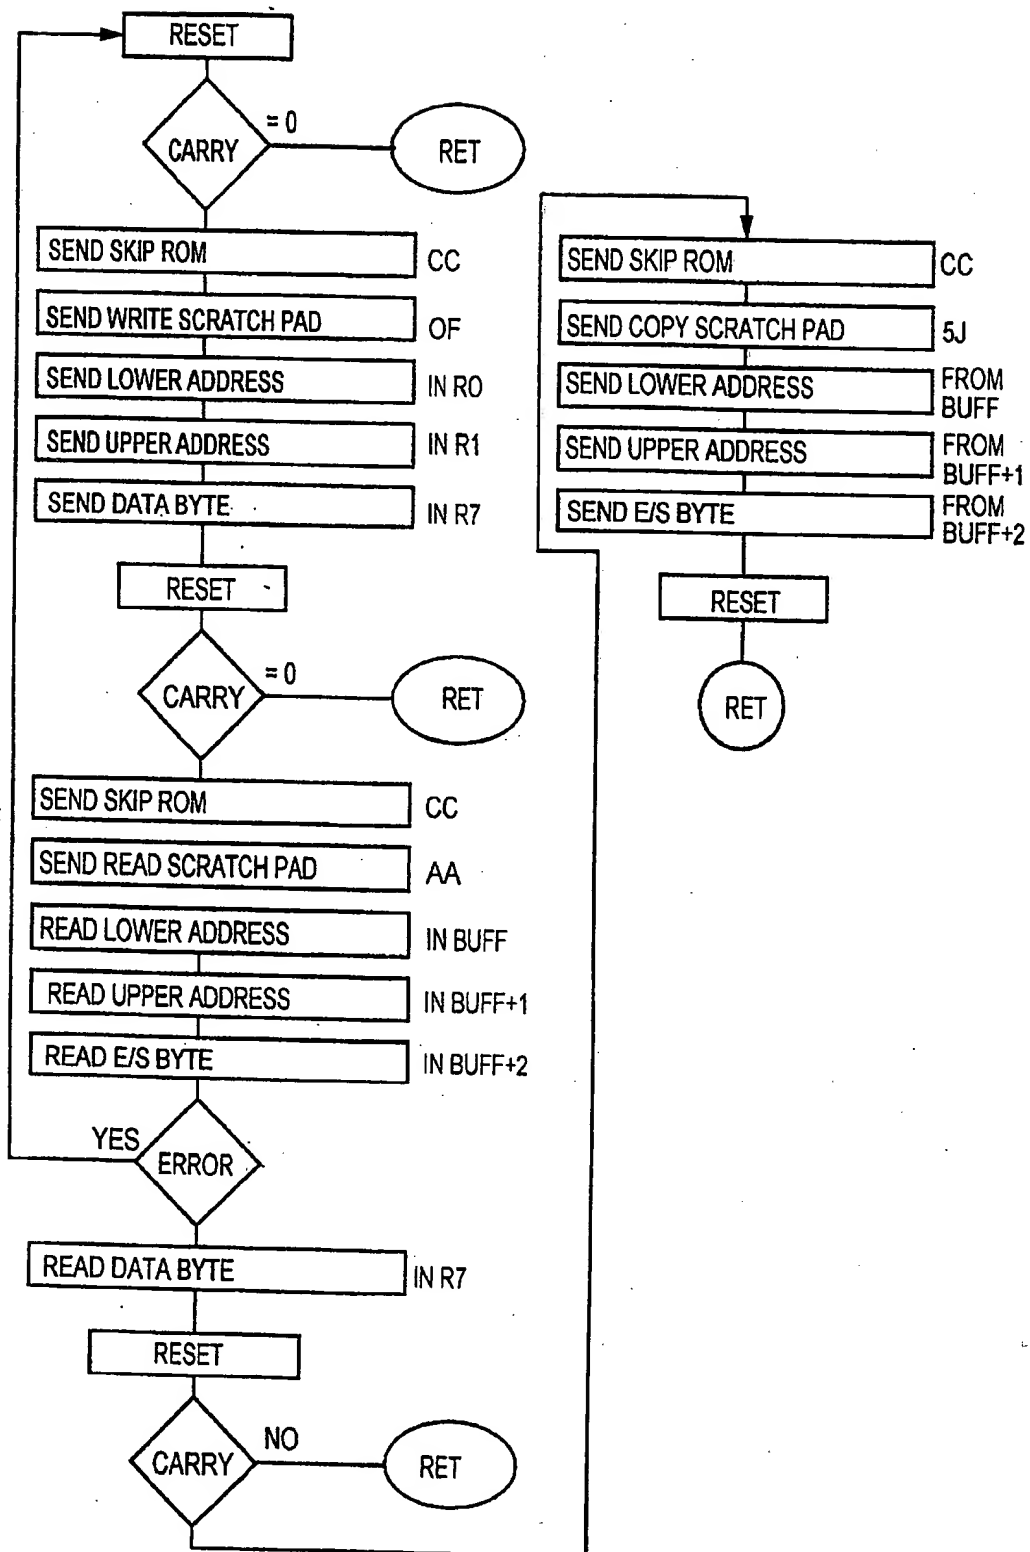 RESET
CARRY
= 0
RET
SEND SKIP ROM
CC
SEND WRITE SCRATCH PAD
OF
SEND LOWER ADDRESS
IN R0
SEND UPPER ADDRESS
IN R1
SEND DATA BYTE
IN R7
RESET
CARRY
= 0
RET
SEND SKIP ROM
CC
SEND READ SCRATCH PAD
AA
READ LOWER ADDRESS
IN BUFF
READ UPPER ADDRESS
IN BUFF+1
READ E/S BYTE
IN BUFF+2
YES
ERROR
READ DATA BYTE
IN R7
RESET
CARRY
NO
RET
SEND SKIP ROM
CC
SEND COPY SCRATCH PAD
5J
SEND LOWER ADDRESS
FROM
BUFF
SEND UPPER ADDRESS
FROM
BUFF+1
SEND E/S BYTE
FROM
BUFF+2
RESET
RET